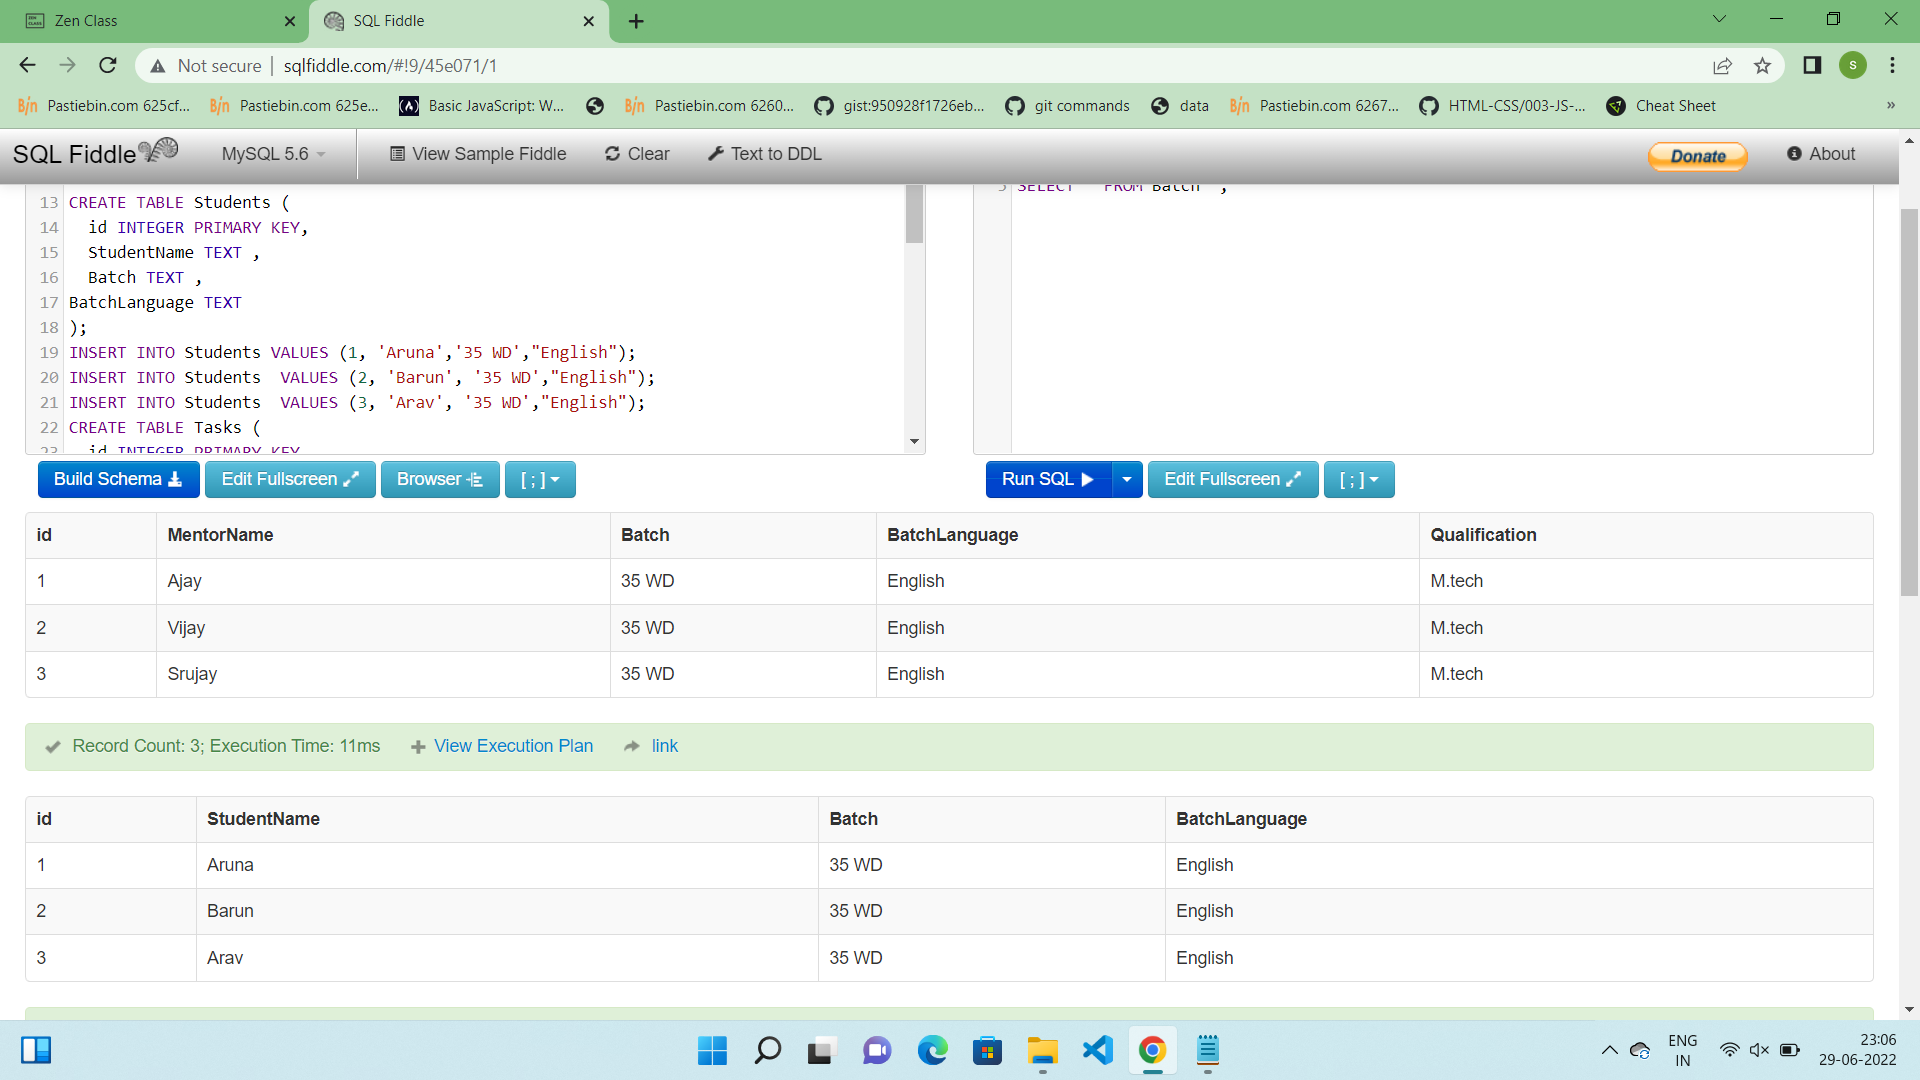 Zen Class
SQL Fiddle
Not secure | sqlfiddle.com/#!9/45e071/1
S
Pastiebin.com 625cf...
Pastiebin.com 625e...
Basic JavaScript: W...
Pastiebin.com 6260...
gist:950928f1726eb...
git commands
data
Pastiebin.com 6267...
HTML-CSS/003-JS-...
Cheat Sheet
»
SQL Fiddle
MySQL 5.6
View Sample Fiddle
Clear
Text to DDL
Donate
About
13 CREATE TABLE Students (
14 id INTEGER PRIMARY KEY,
15 StudentName TEXT ,
16 Batch TEXT ,
17 BatchLanguage TEXT
18 );
19 INSERT INTO Students VALUES (1, 'Aruna','35 WD',"English");
20 INSERT INTO Students  VALUES (2, 'Barun', '35 WD',"English");
21 INSERT INTO Students  VALUES (3, 'Arav', '35 WD',"English");
22 CREATE TABLE Tasks (
23 id INTEGER PRIMARY KEY
SELECT FROM Batch ;
Build Schema
Edit Fullscreen
Browser
[ ; ]
Run SQL
Edit Fullscreen
[ ; ]
id MentorName Batch BatchLanguage Qualification
1 Ajay 35 WD English M.tech
2 Vijay 35 WD English M.tech
3 Srujay 35 WD English M.tech
Record Count: 3; Execution Time: 11ms View Execution Plan link
id StudentName Batch BatchLanguage
1 Aruna 35 WD English
2 Barun 35 WD English
3 Arav 35 WD English
ENG
IN
23:06
29-06-2022